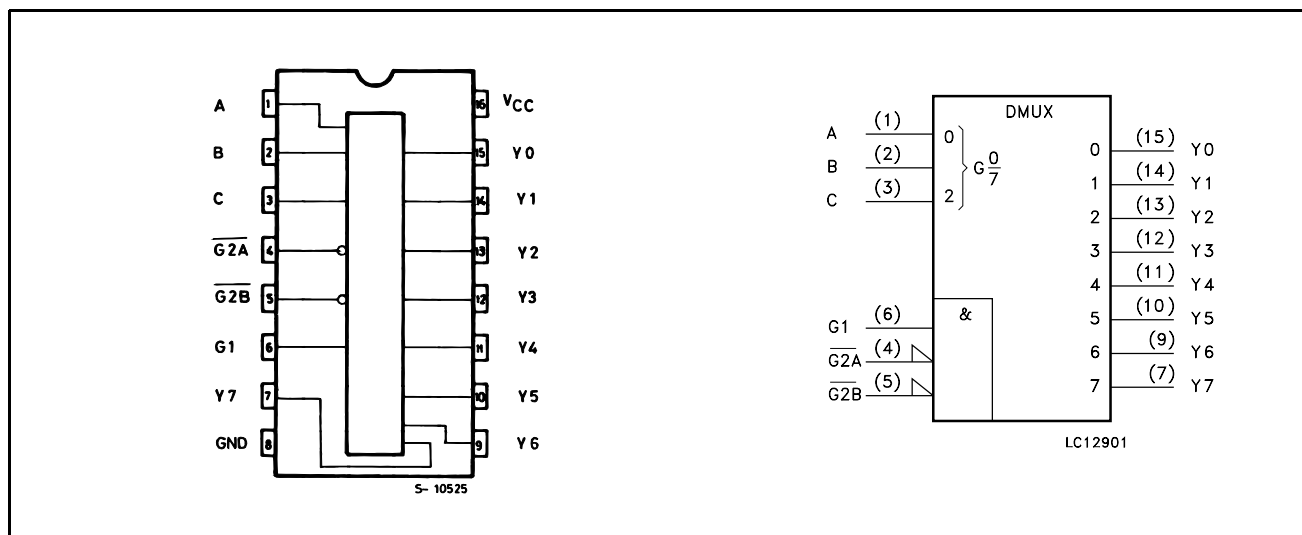 A 1 16 VCC
B 2 15 Y0
C 3 14 Y1
G2A 4 13 Y2
G2B 5 12 Y3
G1 6 11 Y4
Y7 7 10 Y5
GND 8 9 Y6
S-10525
DMUX
A (1) 0
B (2)
C (3) 2
G 0/7
0 (15) Y0
1 (14) Y1
2 (13) Y2
3 (12) Y3
4 (11) Y4
5 (10) Y5
6 (9) Y6
7 (7) Y7
&
G1 (6)
G2A (4)
G2B (5)
LC12901